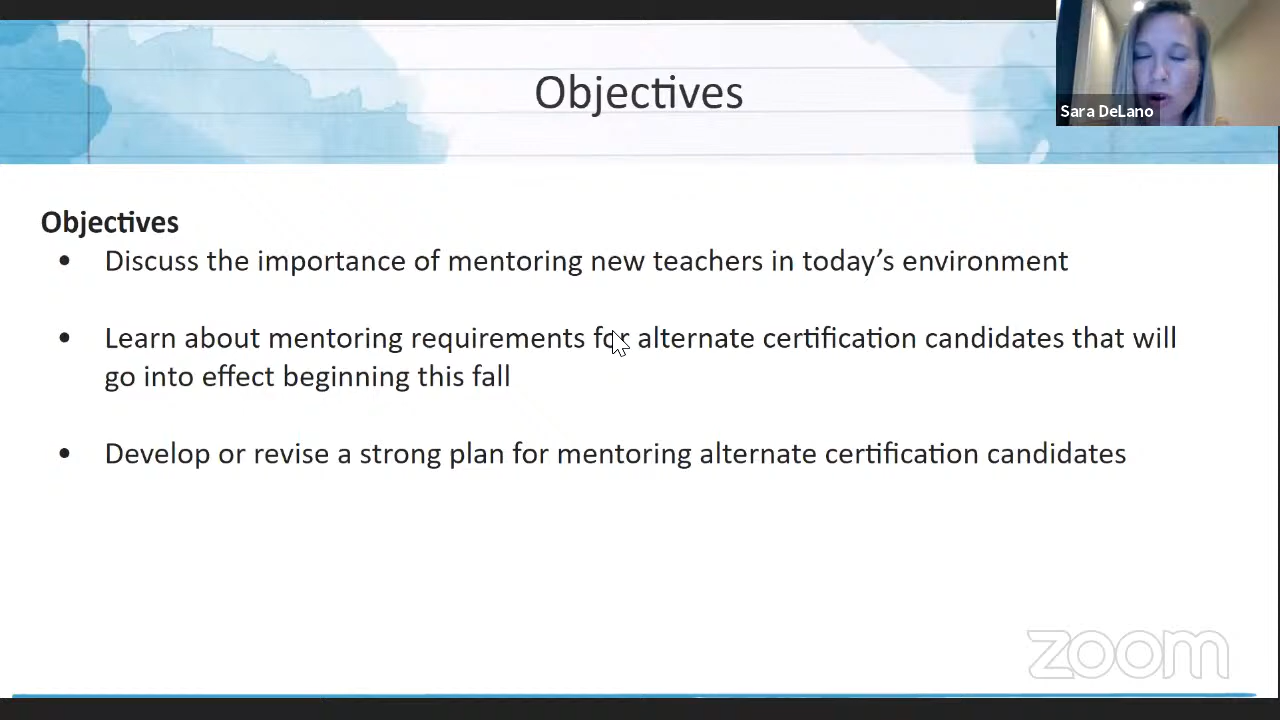 Objectives
Sara DeLano
Objectives
• Discuss the importance of mentoring new teachers in today’s environment
• Learn about mentoring requirements for alternate certification candidates that will
go into effect beginning this fall
• Develop or revise a strong plan for mentoring alternate certification candidates
zoom